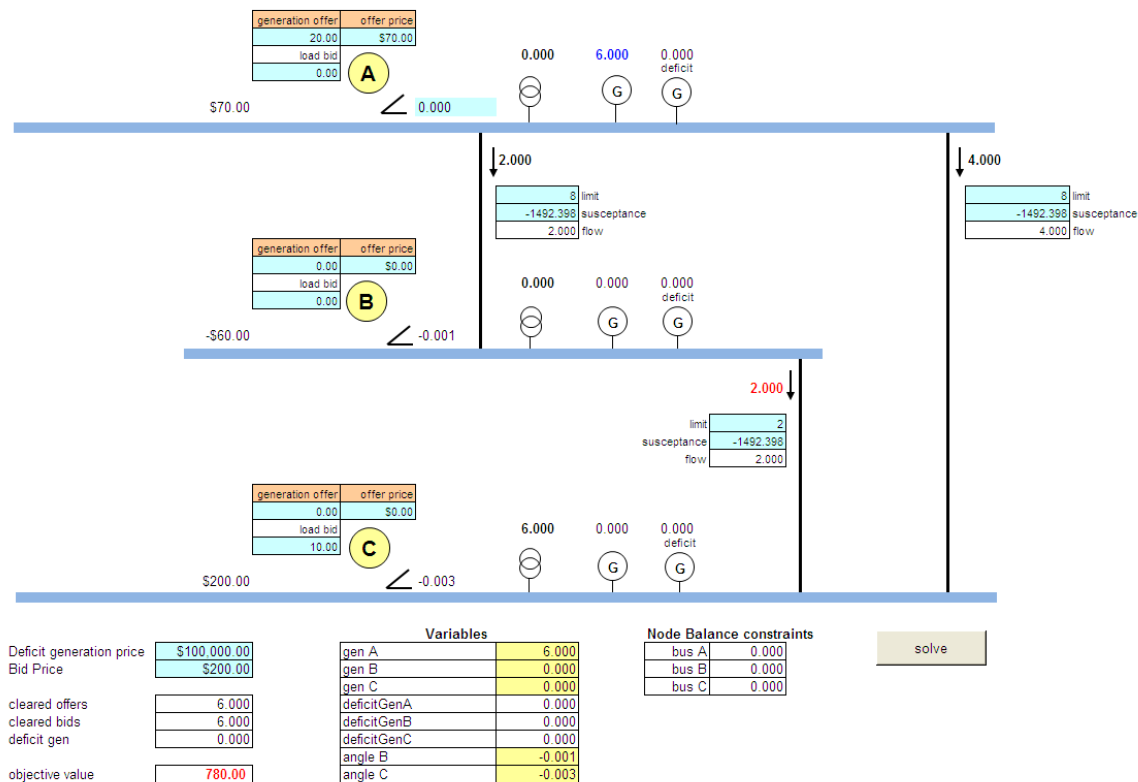 generation offer offer price
20.00 $70.00
load bid
0.00
A
0.000 6.000 0.000
deficit
G G
$70.00 0.000
2.000 4.000
8 limit 8 limit
-1492.398 susceptance -1492.398 susceptance
2.000 flow 4.000 flow
generation offer offer price
0.00 $0.00
load bid
0.00
B
0.000 0.000 0.000
deficit
G G
-$60.00 -0.001
2.000
limit 2
susceptance -1492.398
flow 2.000
generation offer offer price
0.00 $0.00
load bid
10.00
C
6.000 0.000 0.000
deficit
G G
$200.00 -0.003
Variables Node Balance constraints
Deficit generation price $100,000.00 gen A 6.000 bus A 0.000 solve
Bid Price $200.00 gen B 0.000 bus B 0.000
gen C 0.000 bus C 0.000
cleared offers 6.000 deficitGenA 0.000
cleared bids 6.000 deficitGenB 0.000
deficit gen 0.000 deficitGenC 0.000
angle B -0.001
objective value 780.00 angle C -0.003